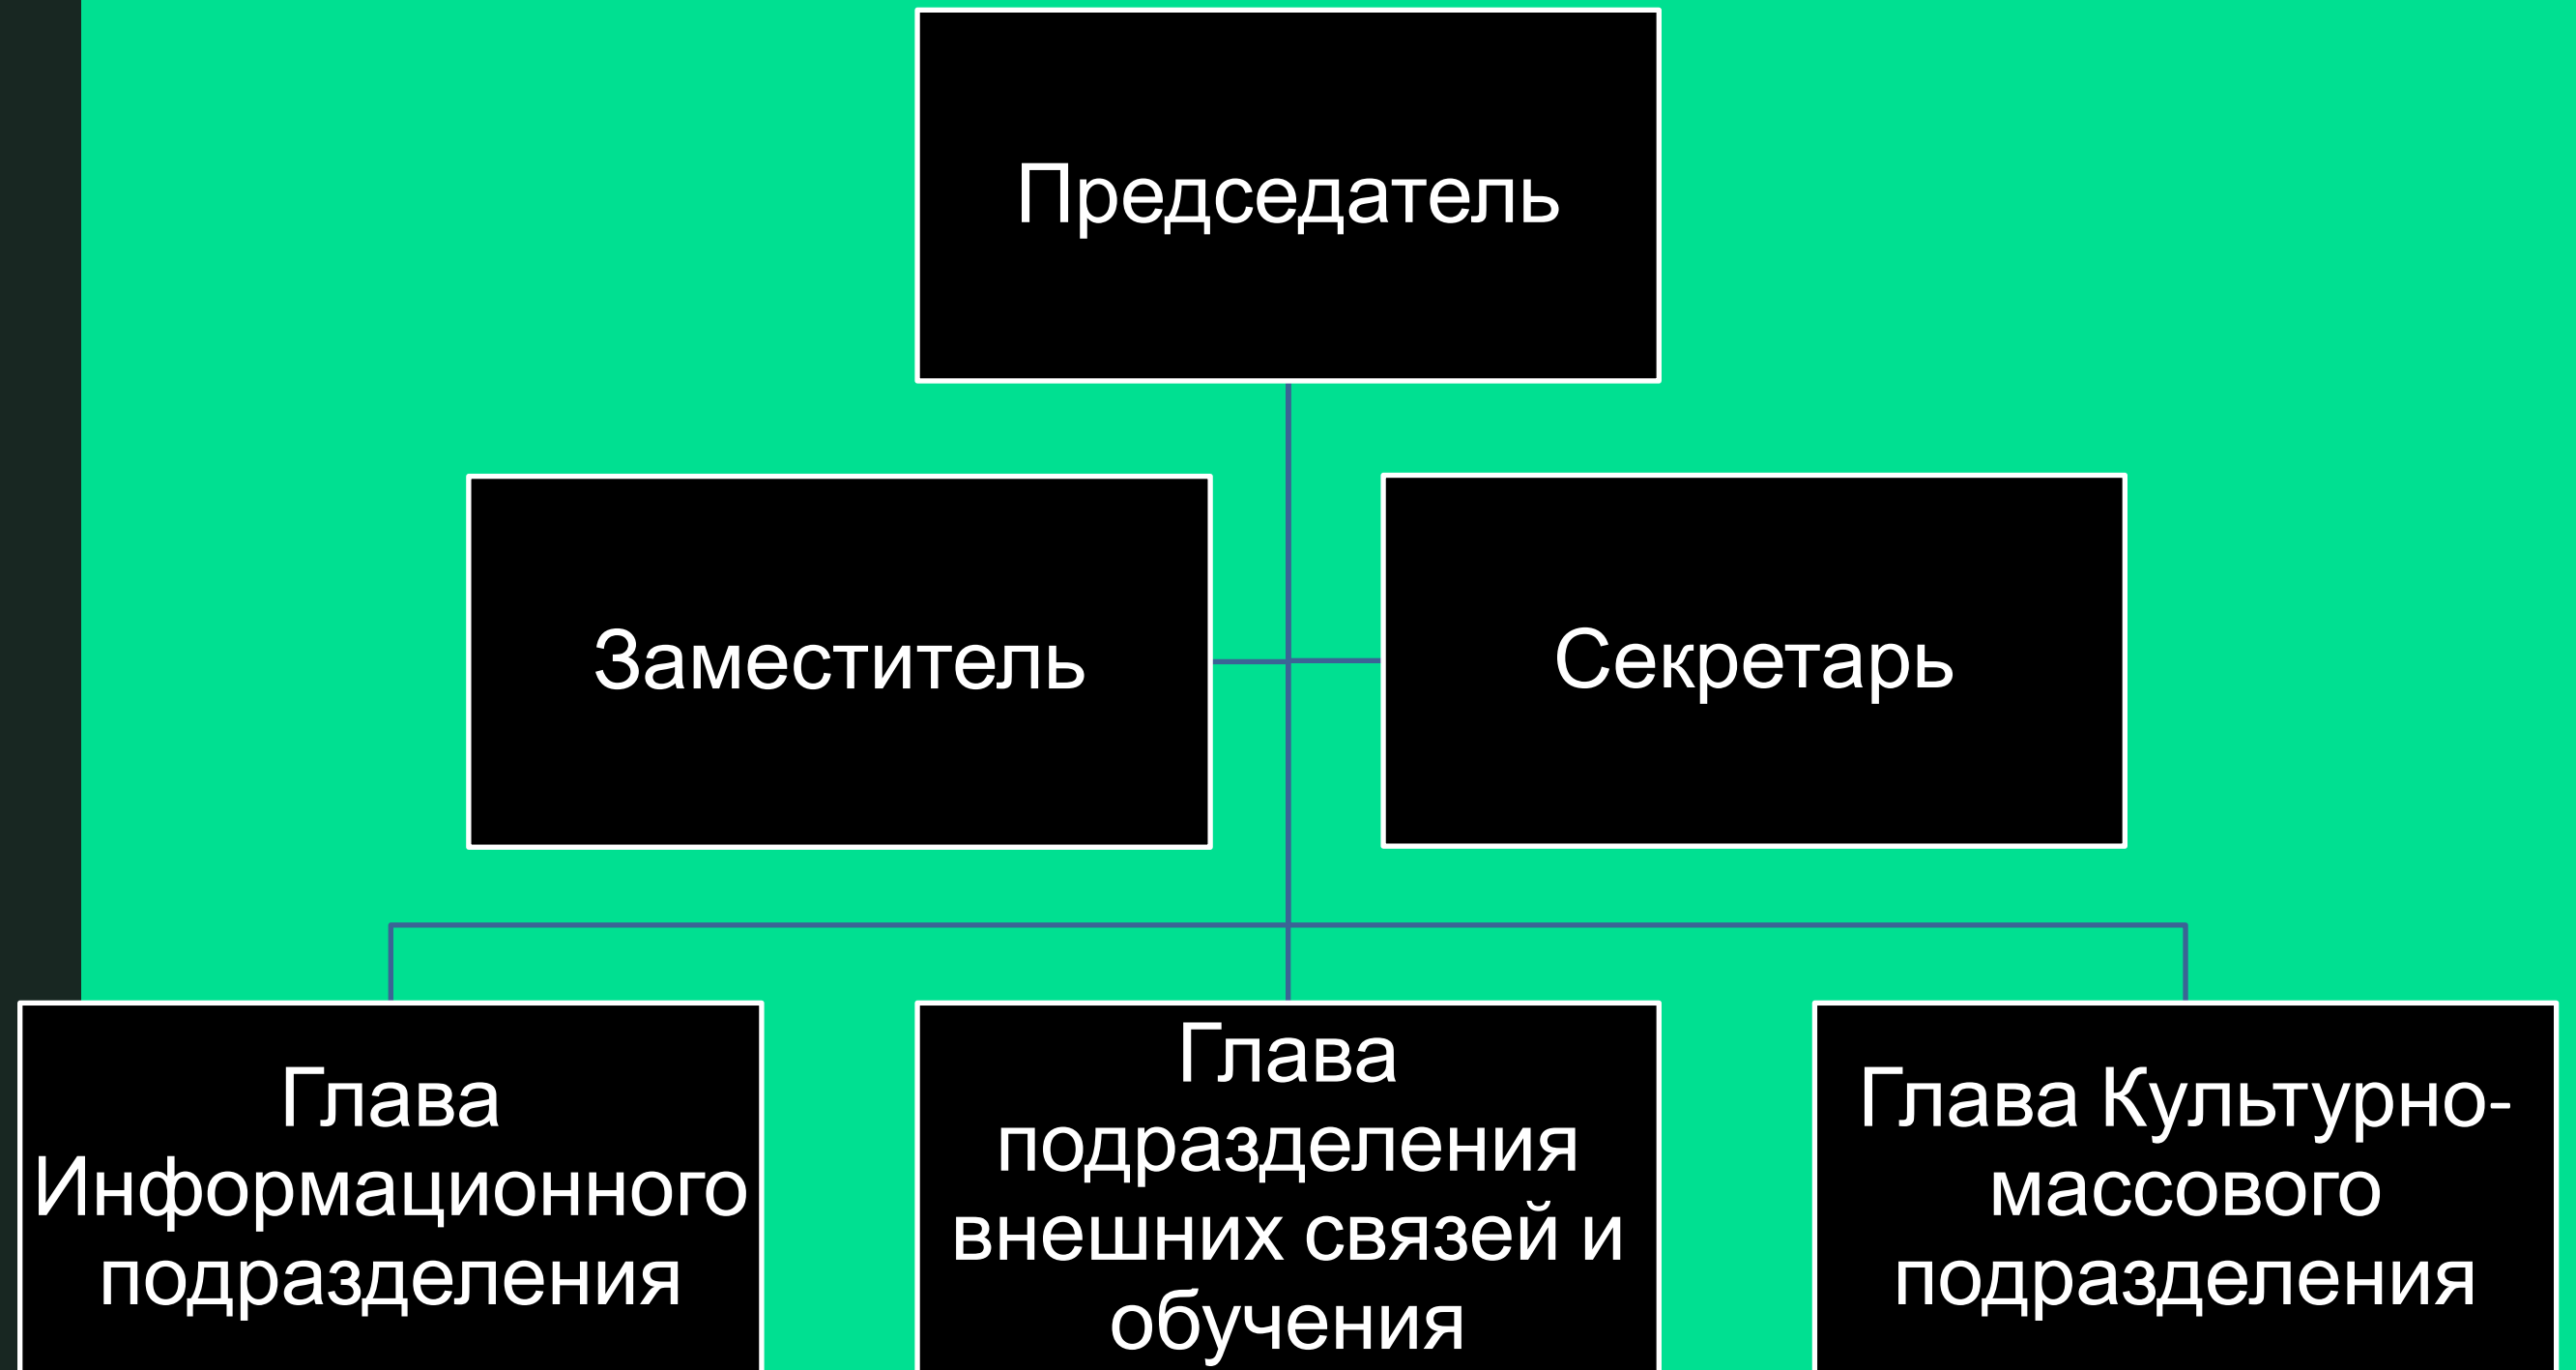 Председатель
Заместитель
Секретарь
Глава
Информационного
подразделения
Глава
подразделения
внешних связей и
обучения
Глава Культурно-
массового
подразделения